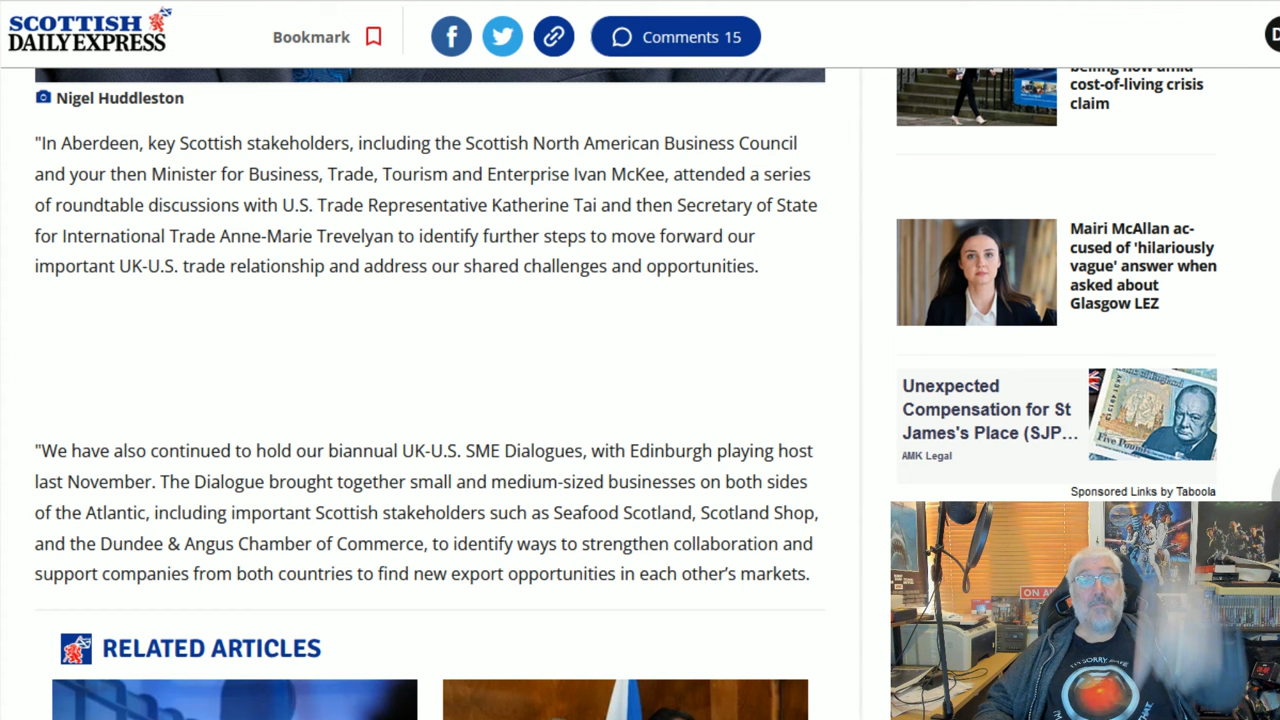 SCOTTISH
DAILY EXPRESS
Bookmark
Comments 15
Nigel Huddleston
"In Aberdeen, key Scottish stakeholders, including the Scottish North American Business Council
and your then Minister for Business, Trade, Tourism and Enterprise Ivan McKee, attended a series
of roundtable discussions with U.S. Trade Representative Katherine Tai and then Secretary of State
for International Trade Anne-Marie Trevelyan to identify further steps to move forward our
important UK-U.S. trade relationship and address our shared challenges and opportunities.
"We have also continued to hold our biannual UK-U.S. SME Dialogues, with Edinburgh playing host
last November. The Dialogue brought together small and medium-sized businesses on both sides
of the Atlantic, including important Scottish stakeholders such as Seafood Scotland, Scotland Shop,
and the Dundee & Angus Chamber of Commerce, to identify ways to strengthen collaboration and
support companies from both countries to find new export opportunities in each other's markets.
RELATED ARTICLES
cost-of-living crisis
claim
Mairi McAllan ac-
cused of 'hilariously
vague' answer when
asked about
Glasgow LEZ
Unexpected
Compensation for St
James's Place (SJP...
AMK Legal
Five Pounds
Sponsored Links by Taboola
ON A
I'M SORRY, DAVE
THAT.